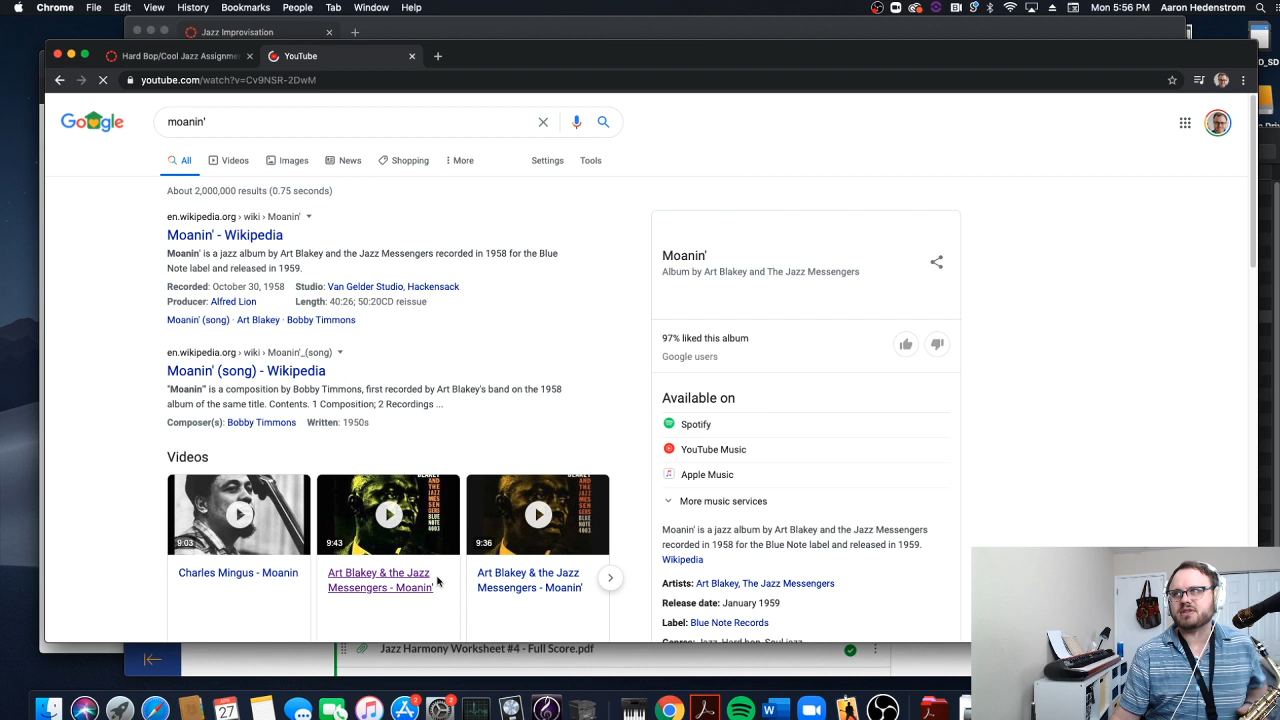 Chrome File Edit View History Bookmarks People Tab Window Help
Mon 5:56 PM Aaron Hedenstrom
Jazz Improvisation
Hard Bop/Cool Jazz Assignme
YouTube
youtube.com/watch?v=Cv9NSR-2DwM
Google
moanin'
All Videos Images News Shopping More Settings Tools
About 2,000,000 results (0.75 seconds)
en.wikipedia.org › wiki › Moanin'
Moanin' - Wikipedia
Moanin' is a jazz album by Art Blakey and the Jazz Messengers recorded in 1958 for the Blue
Note label and released in 1959.
Recorded: October 30, 1958 Studio: Van Gelder Studio, Hackensack
Producer: Alfred Lion Length: 40:26; 50:20CD reissue
Moanin' (song) · Art Blakey · Bobby Timmons
en.wikipedia.org › wiki › Moanin'_(song)
Moanin' (song) - Wikipedia
"Moanin'" is a composition by Bobby Timmons, first recorded by Art Blakey's band on the 1958
album of the same title. Contents. 1 Composition; 2 Recordings ...
Composer(s): Bobby Timmons Written: 1950s
Videos
9:03
9:43
9:36
Charles Mingus - Moanin
Art Blakey & the Jazz
Messengers - Moanin'
Art Blakey & the Jazz
Messengers - Moanin'
Moanin'
Album by Art Blakey and The Jazz Messengers
97% liked this album
Google users
Available on
Spotify
YouTube Music
Apple Music
More music services
Moanin' is a jazz album by Art Blakey and the Jazz Messengers
recorded in 1958 for the Blue Note label and released in 1959.
Wikipedia
Artists: Art Blakey, The Jazz Messengers
Release date: January 1959
Label: Blue Note Records
Genres: Jazz, Hard bop, Soul jazz
Jazz Harmony Worksheet #4 - Full Score.pdf
27
2
3